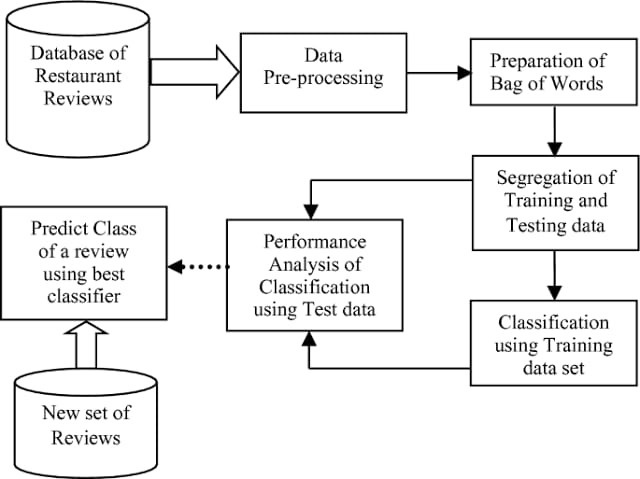 Database of
Restaurant
Reviews
Data
Pre-processing
Preparation of
Bag of Words
Segregation of
Training and
Testing data
Classification
using Training
data set
Performance
Analysis of
Classification
using Test data
Predict Class
of a review
using best
classifier
New set of
Reviews